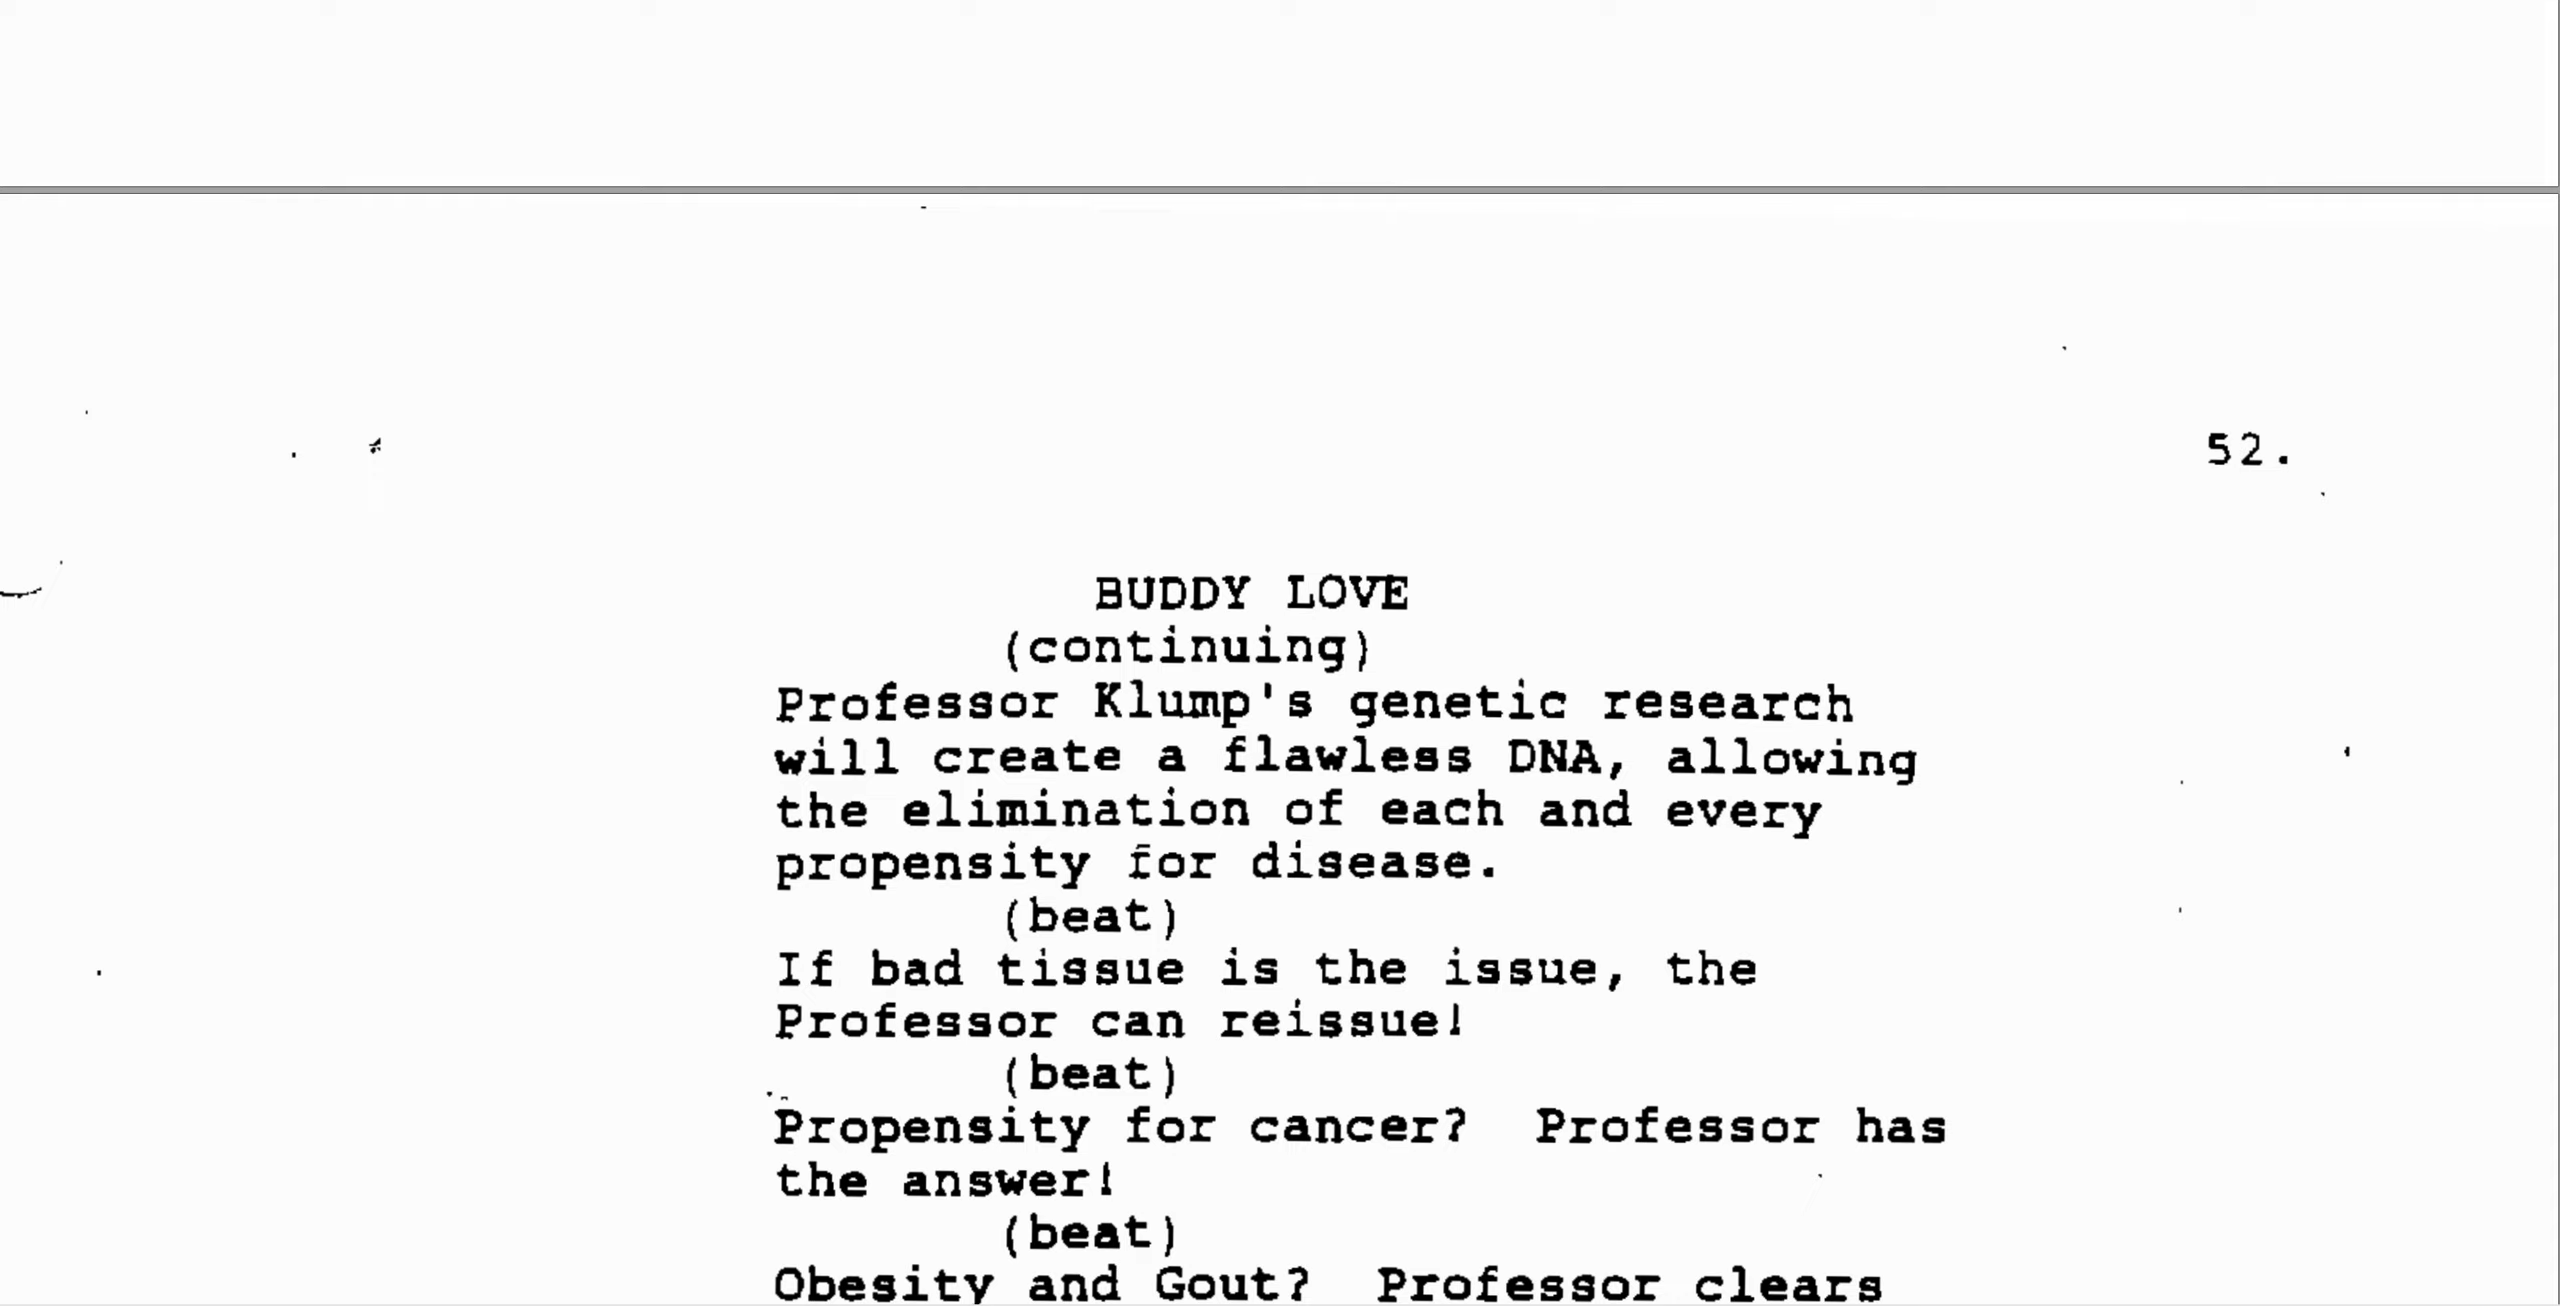 52.
BUDDY LOVE
(continuing)
Professor Klump's genetic research
will create a flawless DNA, allowing
the elimination of each and every
propensity for disease.
(beat)
If bad tissue is the issue, the
Professor can reissue!
(beat)
Propensity for cancer?  Professor has
the answer!
(beat)
Obesity and Gout?  Professor clears